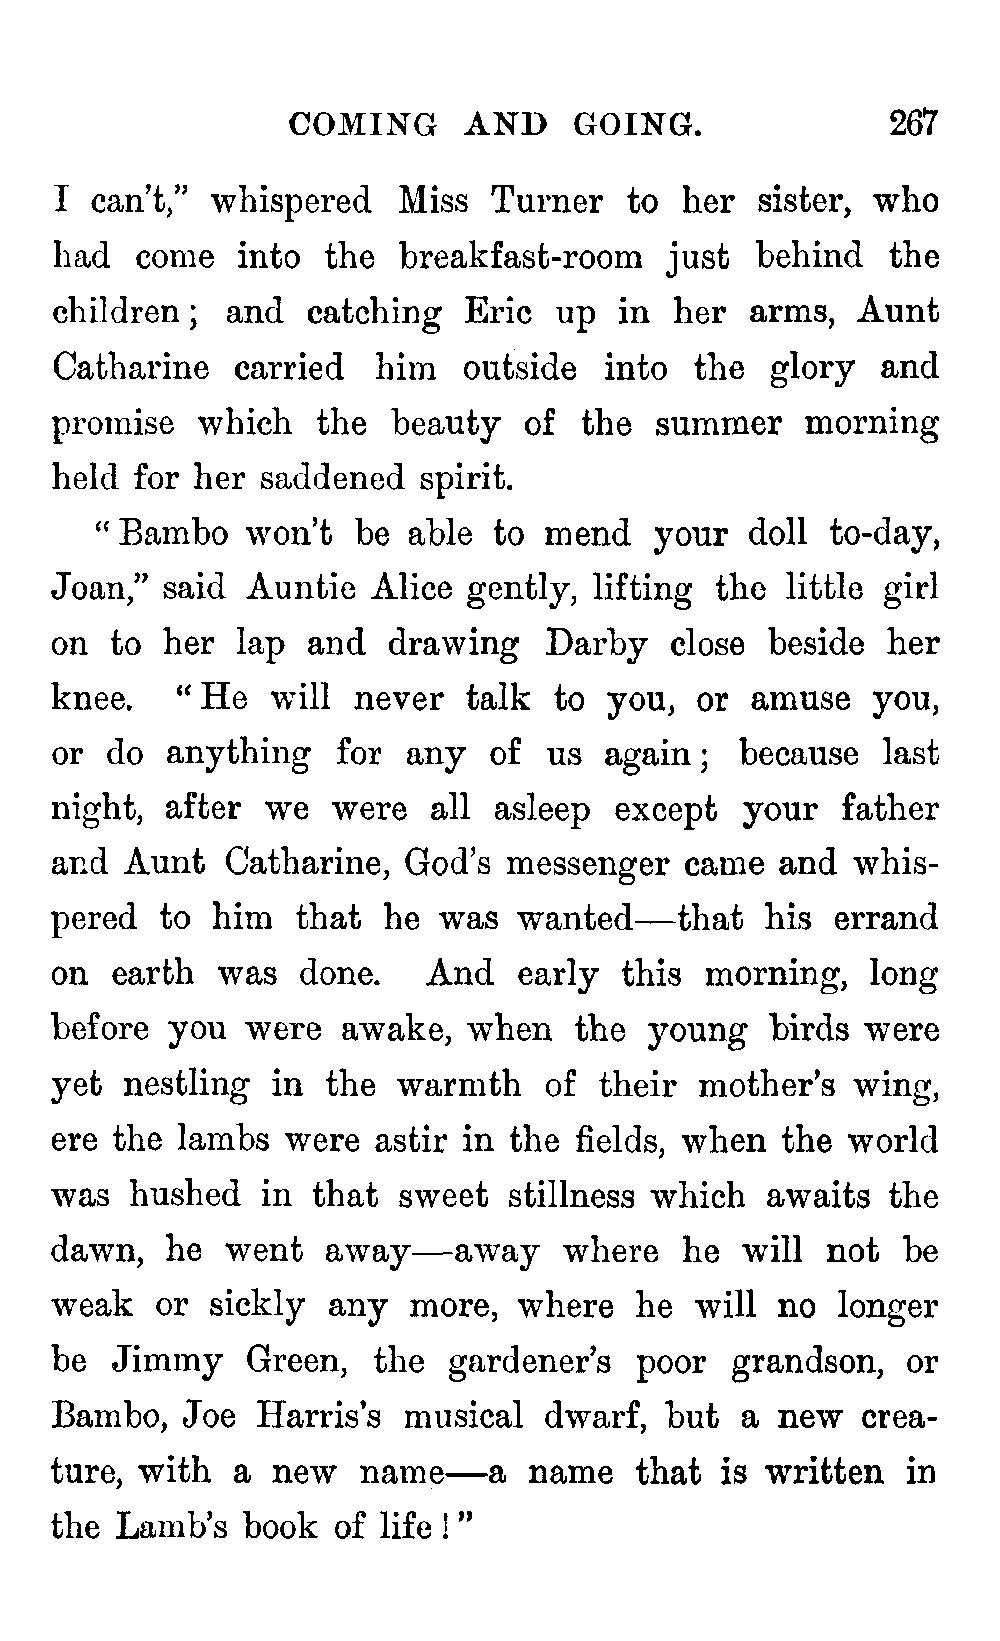 COMING AND GOING. 267
I can't," whispered Miss Turner to her sister, who
had come into the breakfast-room just behind the
children; and catching Eric up in her arms, Aunt
Catharine carried him outside into the glory and
promise which the beauty of the summer morning
held for her saddened spirit.
"Bambo won't be able to mend your doll to-day,
Joan," said Auntie Alice gently, lifting the little girl
on to her lap and drawing Darby close beside her
knee. "He will never talk to you, or amuse you,
or do anything for any of us again; because last
night, after we were all asleep except your father
and Aunt Catharine, God's messenger came and whis-
pered to him that he was wanted—that his errand
on earth was done. And early this morning, long
before you were awake, when the young birds were
yet nestling in the warmth of their mother's wing,
ere the lambs were astir in the fields, when the world
was hushed in that sweet stillness which awaits the
dawn, he went away—away where he will not be
weak or sickly any more, where he will no longer
be Jimmy Green, the gardener's poor grandson, or
Bambo, Joe Harris's musical dwarf, but a new crea-
ture, with a new name—a name that is written in
the Lamb's book of life!"